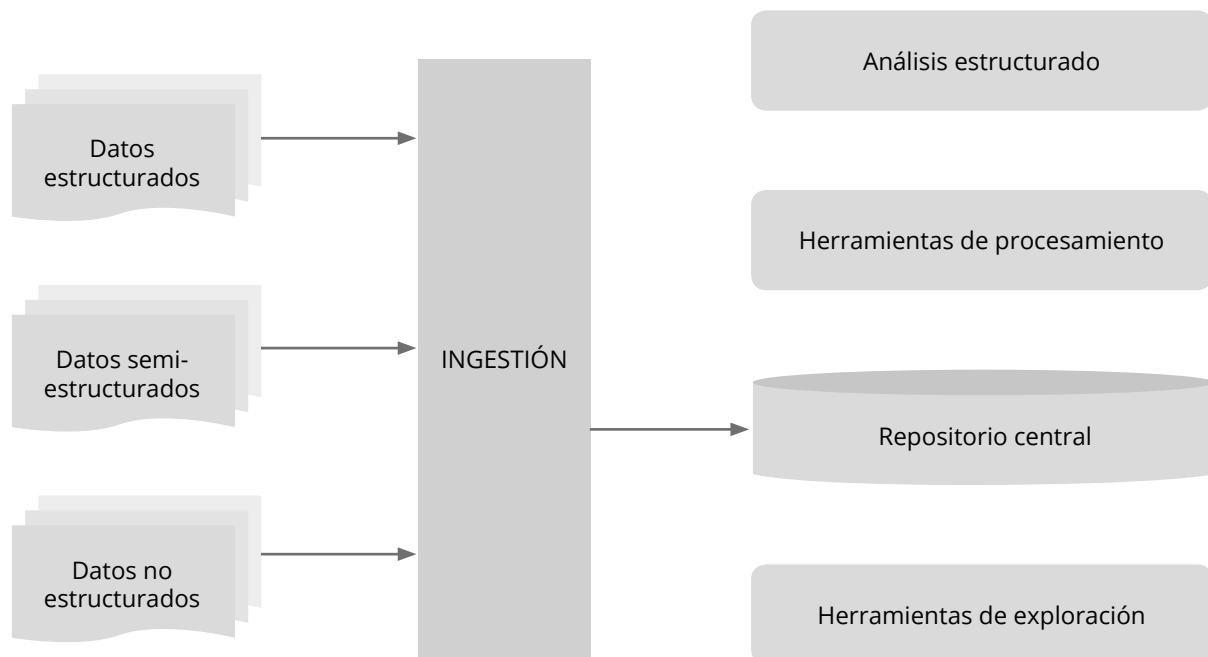 Datos
estructurados
Datos semi-
estructurados
Datos no
estructurados
INGESTIÓN
Análisis estructurado
Herramientas de procesamiento
Repositorio central
Herramientas de exploración